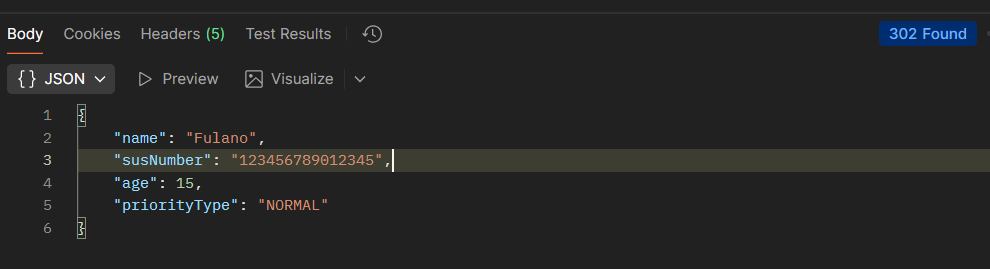 Body Cookies Headers (5) Test Results 302 Found
{} JSON Preview Visualize
1 {
2 "name": "Fulano",
3 "susNumber": "123456789012345",
4 "age": 15,
5 "priorityType": "NORMAL"
6 }